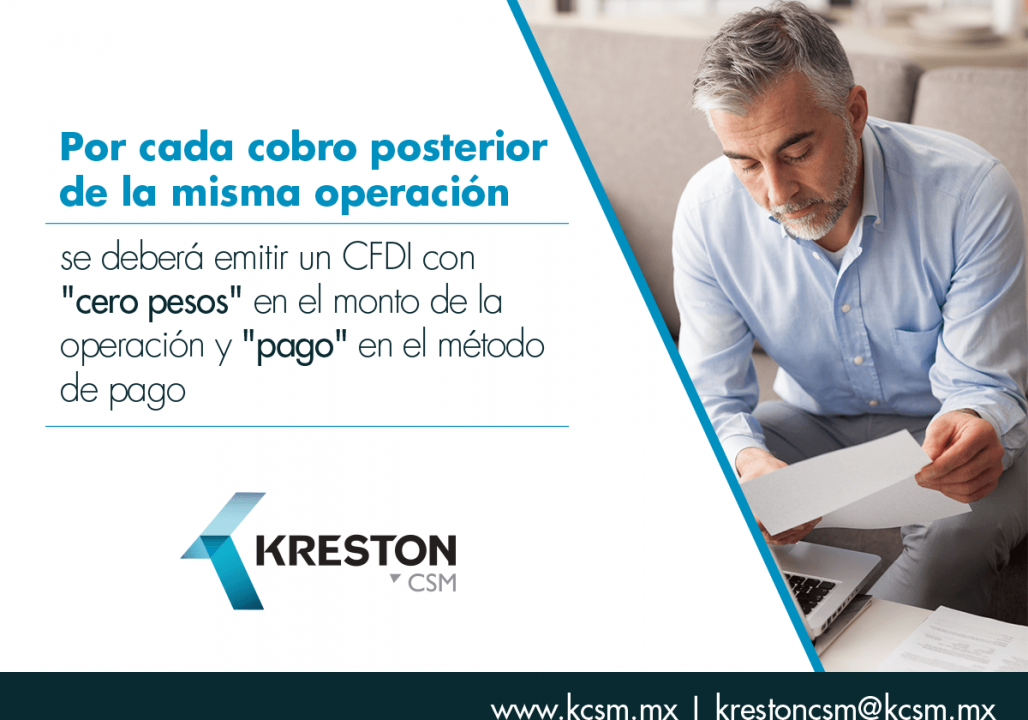 Por cada cobro posterior
de la misma operación
se deberá emitir un CFDI con
"cero pesos" en el monto de la
operación y "pago" en el método
de pago
KRESTON
CSM
www.kcsm.mx | krestoncsm@kcsm.mx